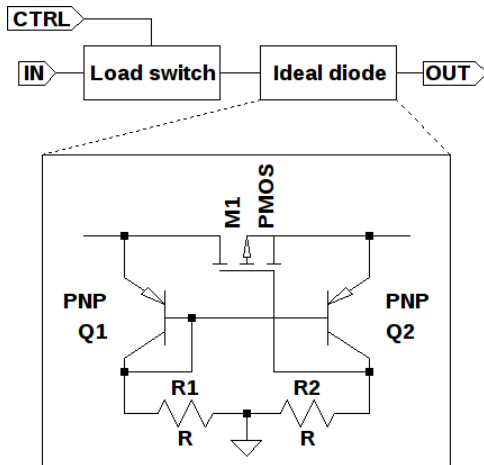 CTRL
IN
Load switch
Ideal diode
OUT
M1
PMOS
PNP
Q1
PNP
Q2
R1
R
R2
R